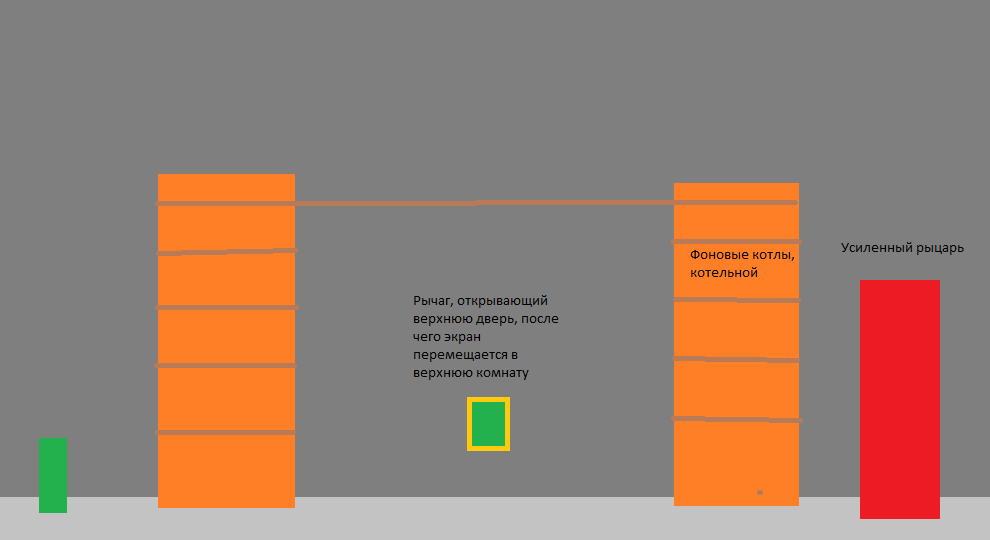 Усиленный рыцарь
Фоновые котлы,
котельной
Рычаг, открывающий
верхнюю дверь, после
чего экран
перемещается в
верхнюю комнату